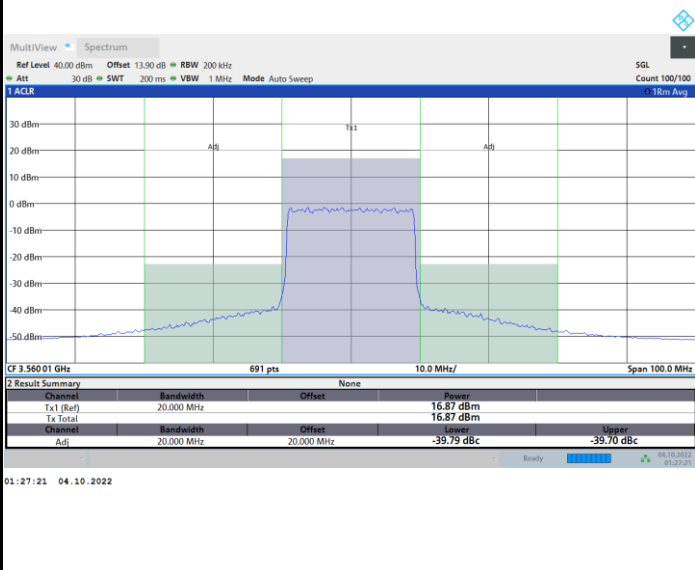 MultiView Spectrum
Ref Level 40.00 dBm Offset 13.90 dB RBW 200 kHz SGL
Att 30 dB SWT 200 ms VBW 1 MHz Mode Auto Sweep Count 100/100
1 ACLR 1Rm Avg
30 dBm
Tx1
20 dBm Adj Adj
10 dBm
0 dBm
-10 dBm
-20 dBm
-30 dBm
-40 dBm
-50 dBm
CF 3.560 01 GHz 691 pts 10.0 MHz/ Span 100.0 MHz
2 Result Summary None
Channel Bandwidth Offset Power
Tx1 (Ref) 20.000 MHz 16.87 dBm
Tx Total 16.87 dBm
Channel Bandwidth Offset Lower Upper
Adj 20.000 MHz 20.000 MHz -39.79 dBc -39.70 dBc
Ready 04.10.2022
01:27:21
01:27:21 04.10.2022